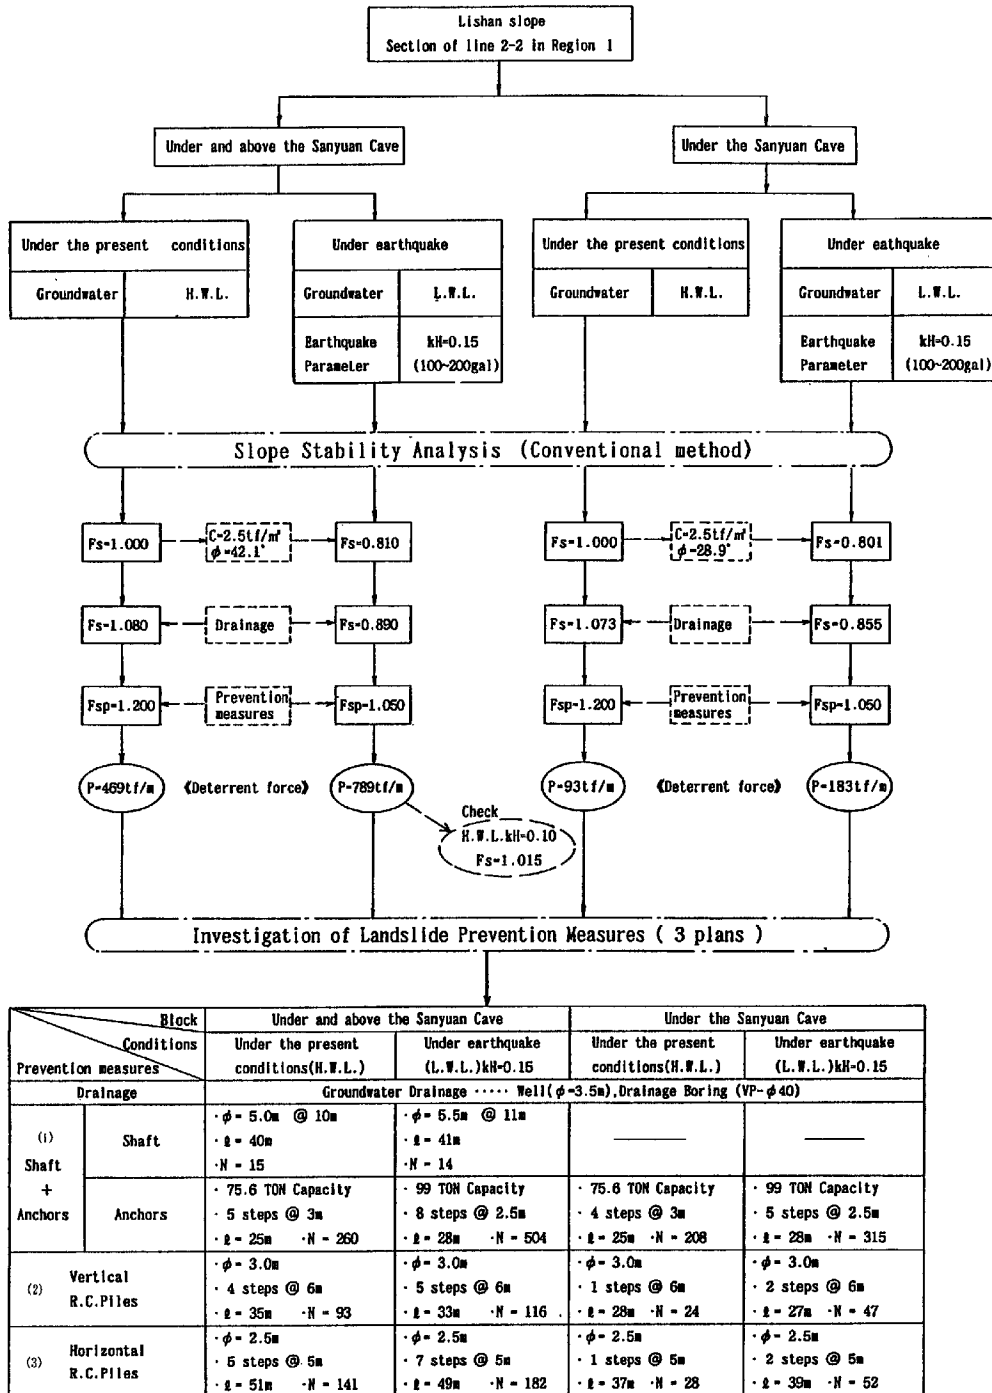 Lishan slope
Section of line 2-2 in Region 1
Under and above the Sanyuan Cave
Under the Sanyuan Cave
Under the present conditions
Groundwater H.W.L.
Under earthquake
Groundwater L.W.L.
Earthquake Parameter kH=0.15 (100~200gal)
Under the present conditions
Groundwater H.W.L.
Under eathquake
Groundwater L.W.L.
Earthquake Parameter kH=0.15 (100~200gal)
Slope Stability Analysis (Conventional method)
Fs=1.000
C=2.5tf/㎡
φ=42.1°
Fs=0.810
Fs=1.000
C=2.5tf/㎡
φ=28.9°
Fs=0.801
Fs=1.080
Drainage
Fs=0.890
Fs=1.073
Drainage
Fs=0.855
Fsp=1.200
Prevention
measures
Fsp=1.050
Fsp=1.200
Prevention
measures
Fsp=1.050
P=469tf/m
《Deterrent force》
P=789tf/m
P=93tf/m
《Deterrent force》
P=183tf/m
Check
H.W.L.kH=0.10
Fs=1.015
Investigation of Landslide Prevention Measures ( 3 plans )
Block
Conditions
Prevention measures
Under and above the Sanyuan Cave
Under the Sanyuan Cave
Under the present
conditions(H.W.L.)
Under earthquake
(L.W.L.)kH=0.15
Under the present
conditions(H.W.L.)
Under earthquake
(L.W.L.)kH=0.15
Drainage
Groundwater Drainage ····· Well(φ=3.5m),Drainage Boring (VP-φ40)
(1)
Shaft
+
Anchors
Shaft
·φ= 5.0m @ 10m
·ℓ = 40m
·N = 15
·φ= 5.5m @ 11m
·ℓ = 41m
·N = 14
Anchors
· 75.6 TON Capacity
· 5 steps @ 3m
·ℓ = 25m ·N = 260
· 99 TON Capacity
· 8 steps @ 2.5m
·ℓ = 28m ·N = 504
· 75.6 TON Capacity
· 4 steps @ 3m
·ℓ = 25m ·N = 208
· 99 TON Capacity
· 5 steps @ 2.5m
·ℓ = 28m ·N = 315
(2) Vertical
R.C.Piles
·φ= 3.0m
· 4 steps @ 6m
·ℓ = 35m ·N = 93
·φ= 3.0m
· 5 steps @ 6m
·ℓ = 33m ·N = 116
·φ= 3.0m
· 1 steps @ 6m
·ℓ = 28m ·N = 24
·φ= 3.0m
· 2 steps @ 6m
·ℓ = 27m ·N = 47
(3) Horizontal
R.C.Piles
·φ= 2.5m
· 5 steps @ 5m
·ℓ = 51m ·N = 141
·φ= 2.5m
· 7 steps @ 5m
·ℓ = 49m ·N = 182
·φ= 2.5m
· 1 steps @ 5m
·ℓ = 37m ·N = 28
·φ= 2.5m
· 2 steps @ 5m
·ℓ = 39m ·N = 52